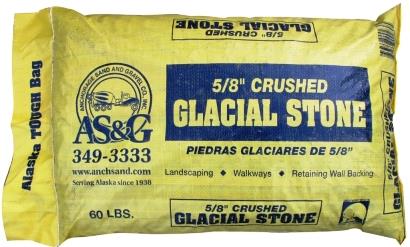 5/8" CRUSHED
GLACIAL STONE
Alaska TOUGH Bag
ANCHORAGE SAND AND GRAVEL CO., INC.
AS&G
349-3333
www.anchsand.com
Serving Alaska since 1938
60 LBS.
5/8" CRUSHED
GLACIAL STONE
PIEDRAS GLACIARES DE 5/8"
Landscaping ◆ Walkways ◆ Retaining Wall Backing
5/8" CRUSHED
GLACIAL STONE